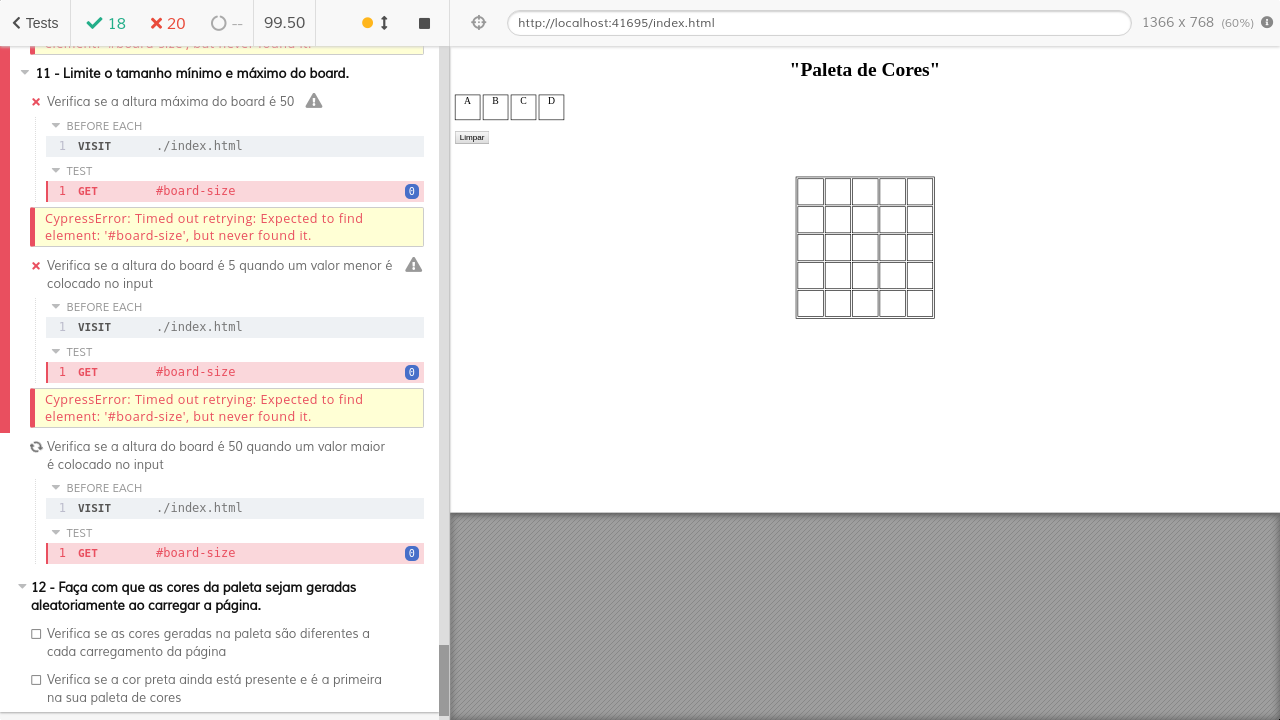 Tests
18
20
--
99.50
http://localhost:41695/index.html
1366 x 768 (60%)
element: '#board-size', but never found it.
11 - Limite o tamanho mínimo e máximo do board.
Verifica se a altura máxima do board é 50
BEFORE EACH
1 VISIT ./index.html
TEST
1 GET #board-size 0
CypressError: Timed out retrying: Expected to find
element: '#board-size', but never found it.
Verifica se a altura do board é 5 quando um valor menor é
colocado no input
BEFORE EACH
1 VISIT ./index.html
TEST
1 GET #board-size 0
CypressError: Timed out retrying: Expected to find
element: '#board-size', but never found it.
Verifica se a altura do board é 50 quando um valor maior
é colocado no input
BEFORE EACH
1 VISIT ./index.html
TEST
1 GET #board-size 0
12 - Faça com que as cores da paleta sejam geradas
aleatoriamente ao carregar a página.
Verifica se as cores geradas na paleta são diferentes a
cada carregamento da página
Verifica se a cor preta ainda está presente e é a primeira
na sua paleta de cores
"Paleta de Cores"
A B C D
Limpar